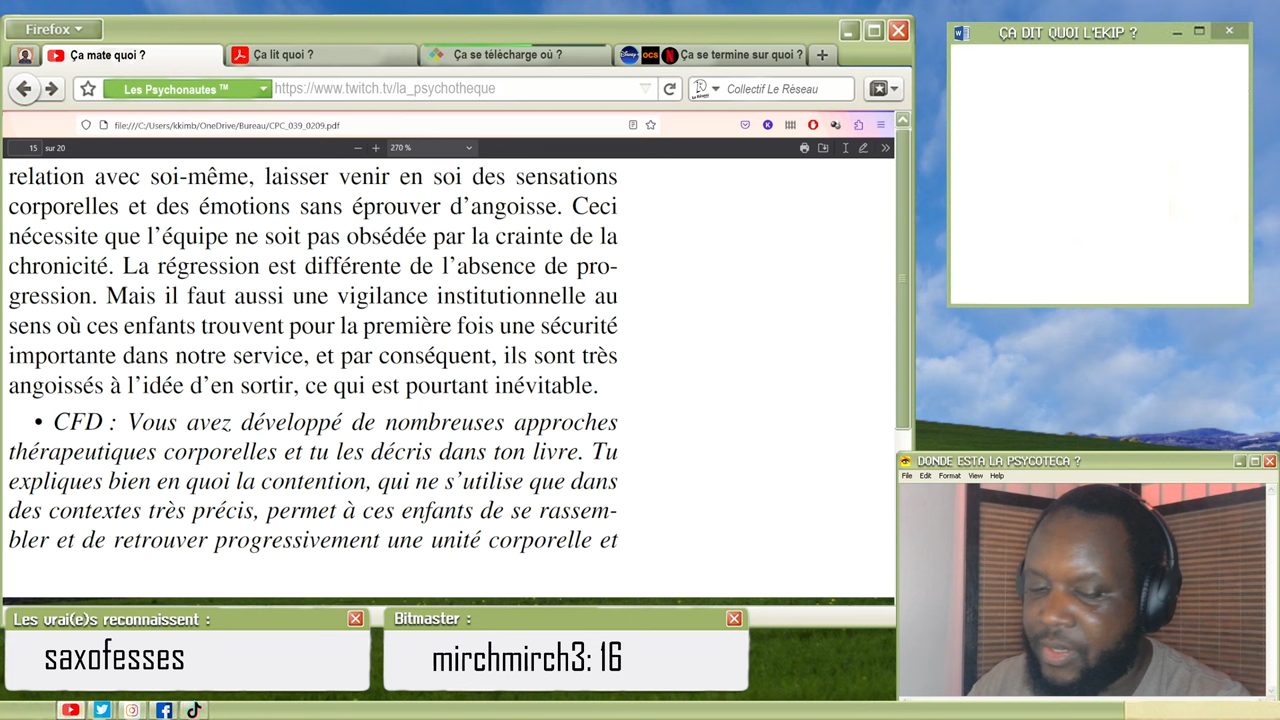 Firefox
Ça mate quoi ?
Ça lit quoi ?
Ça se télécharge où ?
Disney+
OCS
Ça se termine sur quoi ?
Les Psychonautes™
https://www.twitch.tv/la_psychotheque
Collectif Le Réseau
file:///C:/Users/kkimb/OneDrive/Bureau/CPC_039_0209.pdf
15 sur 20
270 %
relation avec soi-même, laisser venir en soi des sensations
corporelles et des émotions sans éprouver d'angoisse. Ceci
nécessite que l'équipe ne soit pas obsédée par la crainte de la
chronicité. La régression est différente de l'absence de pro-
gression. Mais il faut aussi une vigilance institutionnelle au
sens où ces enfants trouvent pour la première fois une sécurité
importante dans notre service, et par conséquent, ils sont très
angoissés à l'idée d'en sortir, ce qui est pourtant inévitable.
• CFD : Vous avez développé de nombreuses approches
thérapeutiques corporelles et tu les décris dans ton livre. Tu
expliques bien en quoi la contention, qui ne s'utilise que dans
des contextes très précis, permet à ces enfants de se rassem-
bler et de retrouver progressivement une unité corporelle et
ÇA DIT QUOI L'EKIP ?
DONDE ESTA LA PSYCOTECA ?
File Edit Format View Help
Les vrai(e)s reconnaissent :
saxofesses
Bitmaster :
mirchmirch3: 16